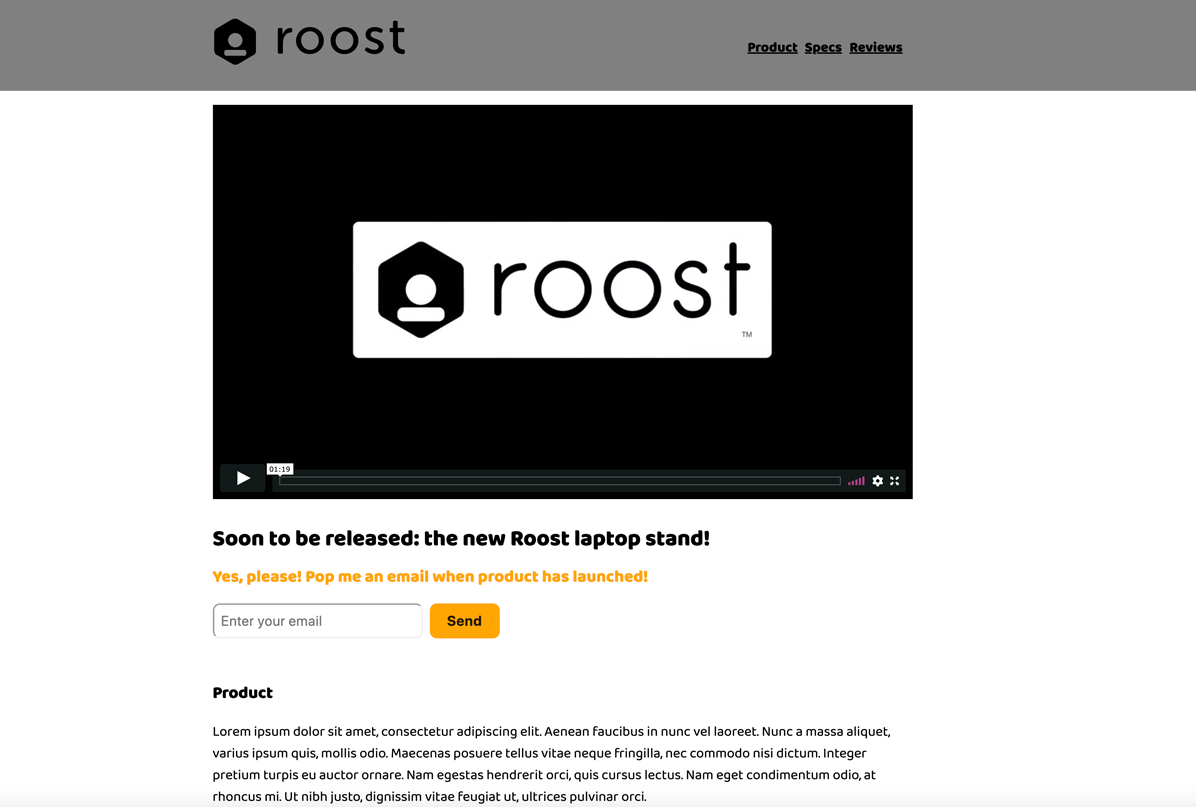 roost
Product Specs Reviews
roost
TM
01:19
Soon to be released: the new Roost laptop stand!
Yes, please! Pop me an email when product has launched!
Enter your email Send
Product
Lorem ipsum dolor sit amet, consectetur adipiscing elit. Aenean faucibus in nunc vel laoreet. Nunc a massa aliquet,
varius ipsum quis, mollis odio. Maecenas posuere tellus vitae neque fringilla, nec commodo nisi dictum. Integer
pretium turpis eu auctor ornare. Nam egestas hendrerit orci, quis cursus lectus. Nam eget condimentum odio, at
rhoncus mi. Ut nibh justo, dignissim vitae feugiat ut, ultrices pulvinar orci.